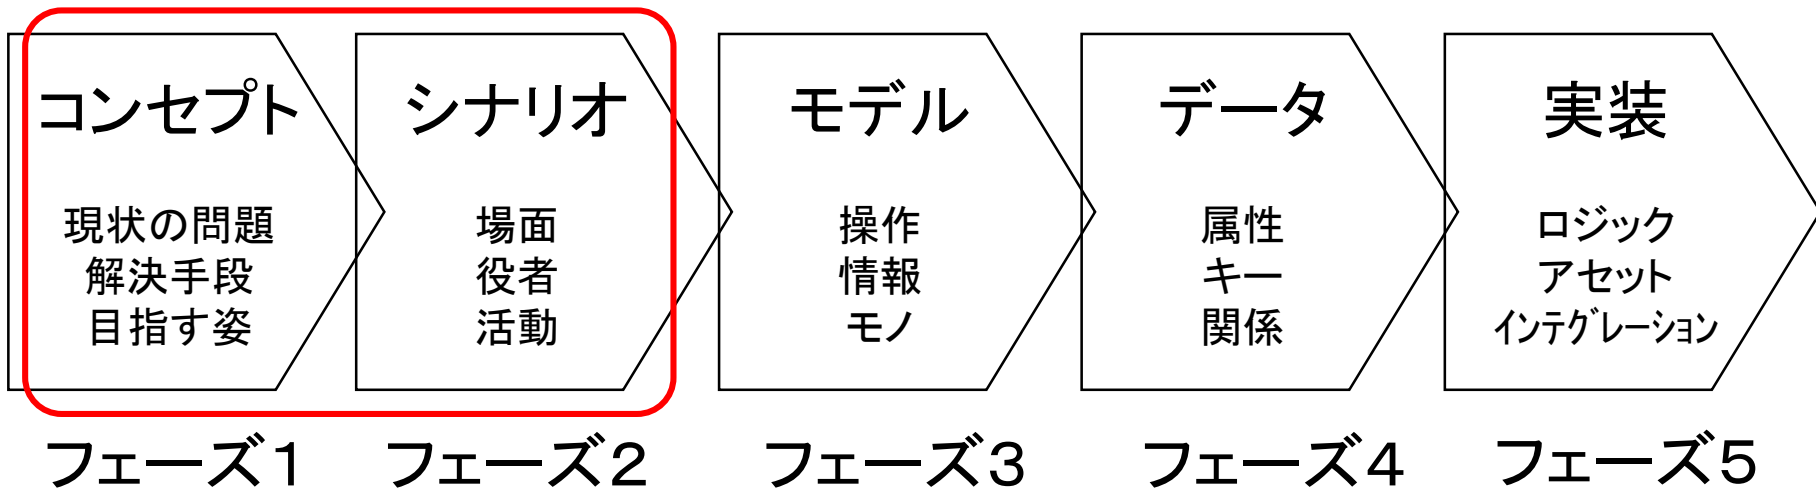 コンセプト
現状の問題
解決手段
目指す姿
フェーズ1
シナリオ
場面
役者
活動
フェーズ2
モデル
操作
情報
モノ
フェーズ3
データ
属性
キー
関係
フェーズ4
実装
ロジック
アセット
インテグレーション
フェーズ5